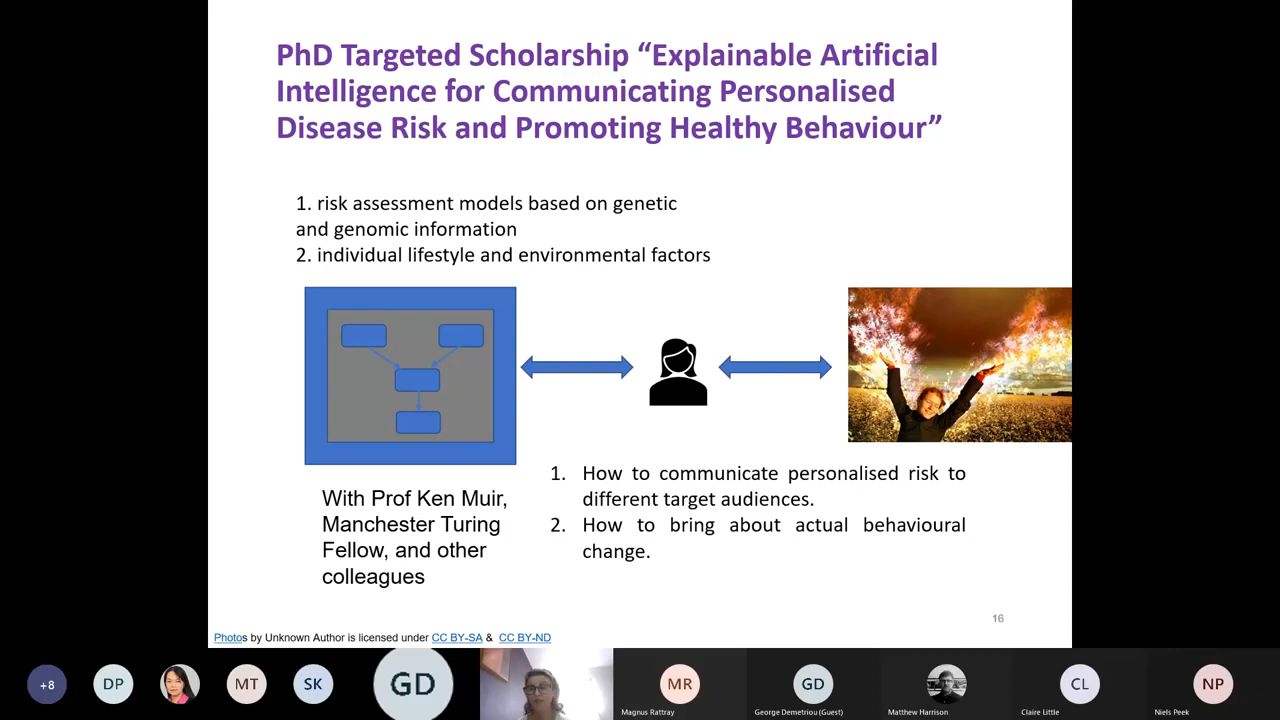 PhD Targeted Scholarship “Explainable Artificial
Intelligence for Communicating Personalised
Disease Risk and Promoting Healthy Behaviour”
1. risk assessment models based on genetic
and genomic information
2. individual lifestyle and environmental factors
With Prof Ken Muir,
Manchester Turing
Fellow, and other
colleagues
1. How to communicate personalised risk to
different target audiences.
2. How to bring about actual behavioural
change.
16
Photos by Unknown Author is licensed under CC BY-SA & CC BY-ND
+8
DP
MT
SK
GD
MR
Magnus Rattray
GD
George Demetriou (Guest)
Matthew Harrison
CL
Claire Little
NP
Niels Peek